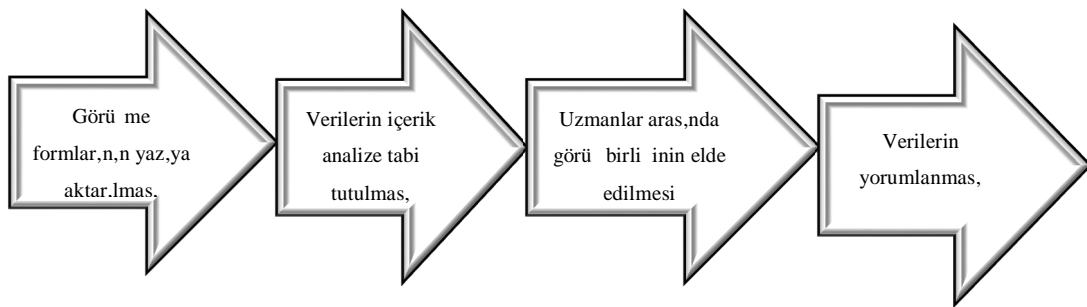 Görü me
formlar,n,n yaz,ya
aktar,lmas,
Verilerin içerik
analize tabi
tutulmas,
Uzmanlar aras,nda
görü birli inin elde
edilmesi
Verilerin
yorumlanmas,